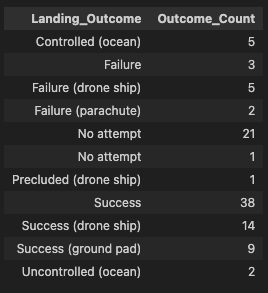 Landing_Outcome Outcome_Count
Controlled (ocean) 5
Failure 3
Failure (drone ship) 5
Failure (parachute) 2
No attempt 21
No attempt 1
Precluded (drone ship) 1
Success 38
Success (drone ship) 14
Success (ground pad) 9
Uncontrolled (ocean) 2